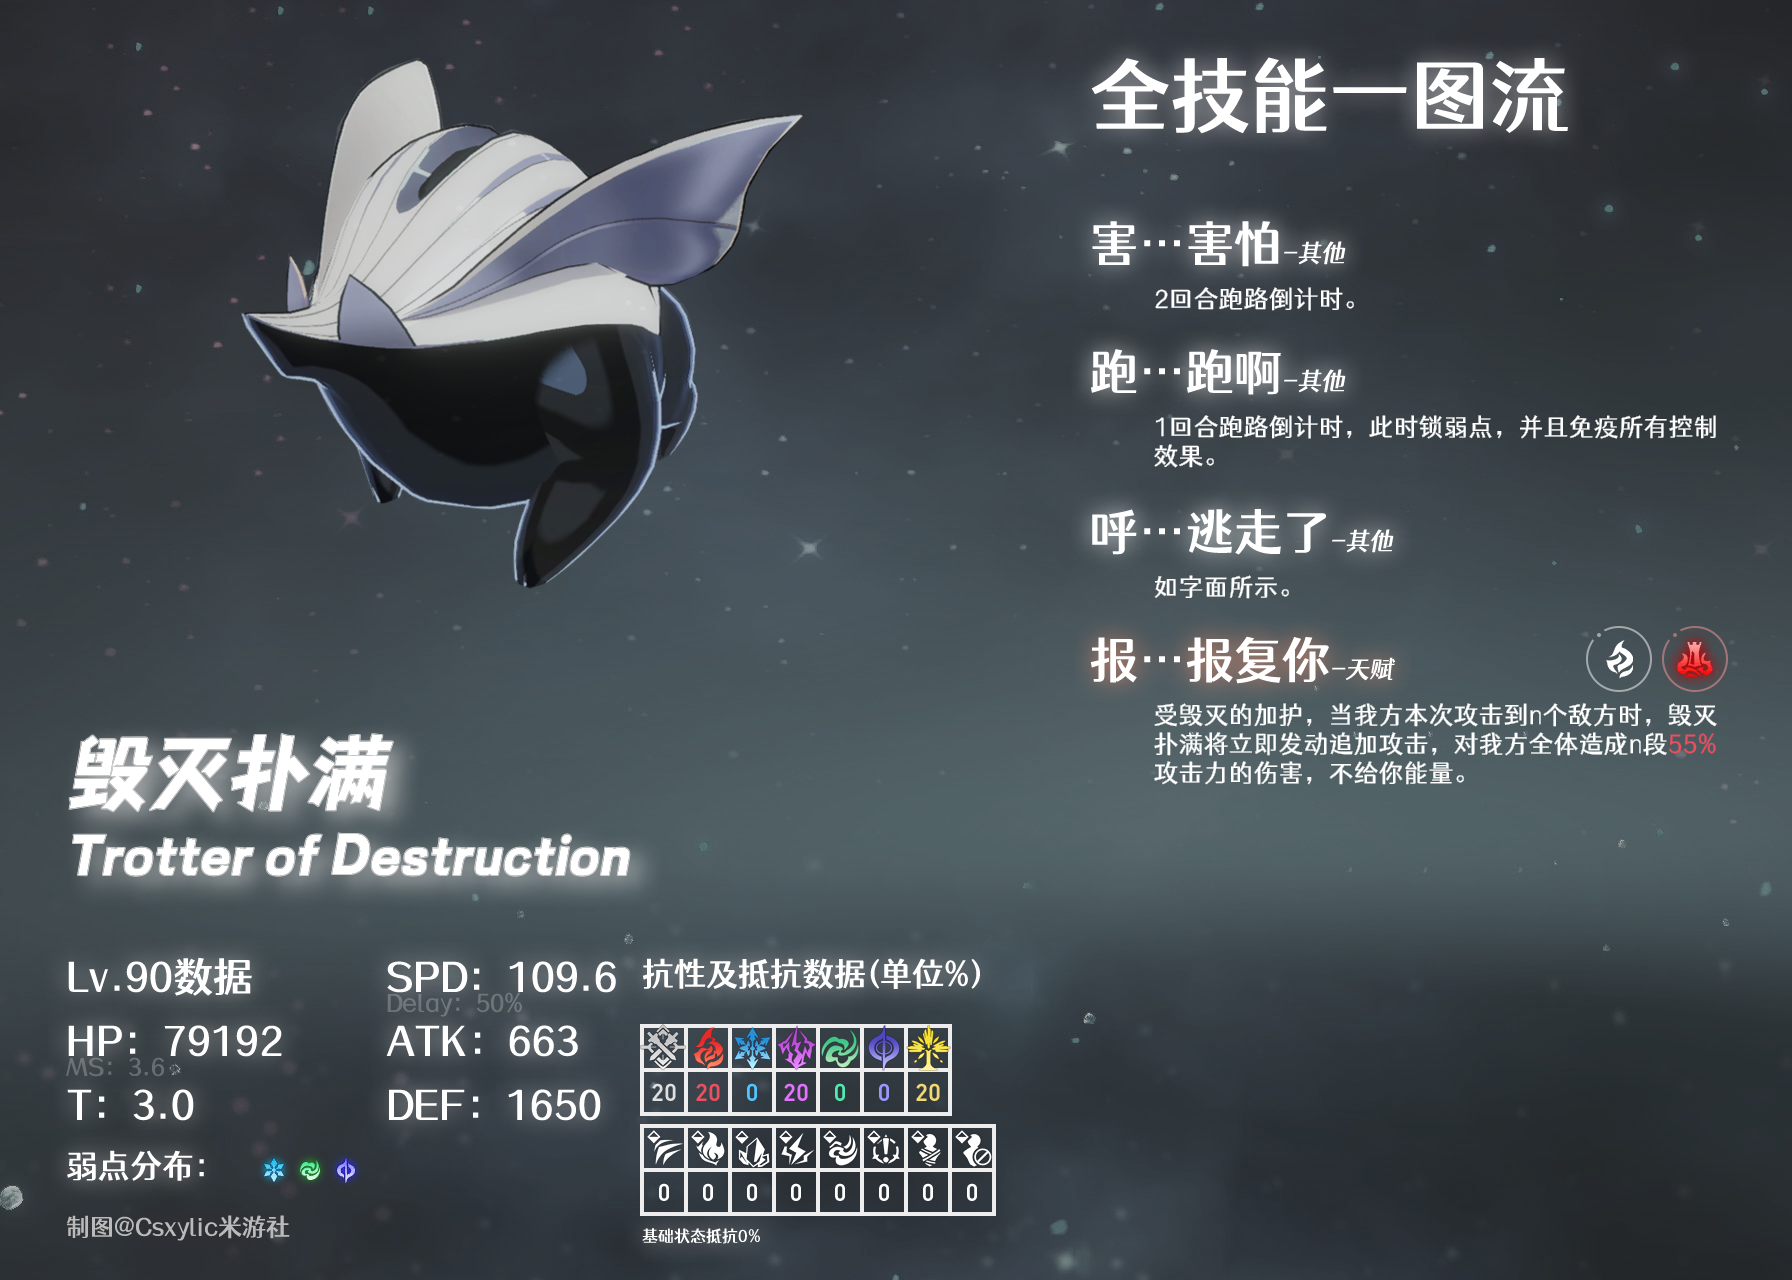 全技能一图流
害…害怕-其他
2回合跑路倒计时。
跑…跑啊-其他
1回合跑路倒计时，此时锁弱点，并且免疫所有控制
效果。
呼…逃走了-其他
如字面所示。
报…报复你-天赋
受毁灭的加护，当我方本次攻击到n个敌方时，毁灭
扑满将立即发动追加攻击，对我方全体造成n段55%
攻击力的伤害，不给你能量。
毁灭扑满
Trotter of Destruction
Lv.90数据
SPD：109.6
Delay：50%
HP：79192
ATK：663
MS：3.6
T：3.0
DEF：1650
弱点分布：
制图@Csxylic米游社
抗性及抵抗数据(单位%)
20 20 0 20 0 0 20
0 0 0 0 0 0 0 0
基础状态抵抗0%